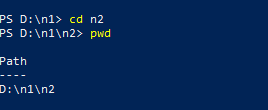 PS D:\n1> cd n2
PS D:\n1\n2> pwd
Path
----
D:\n1\n2